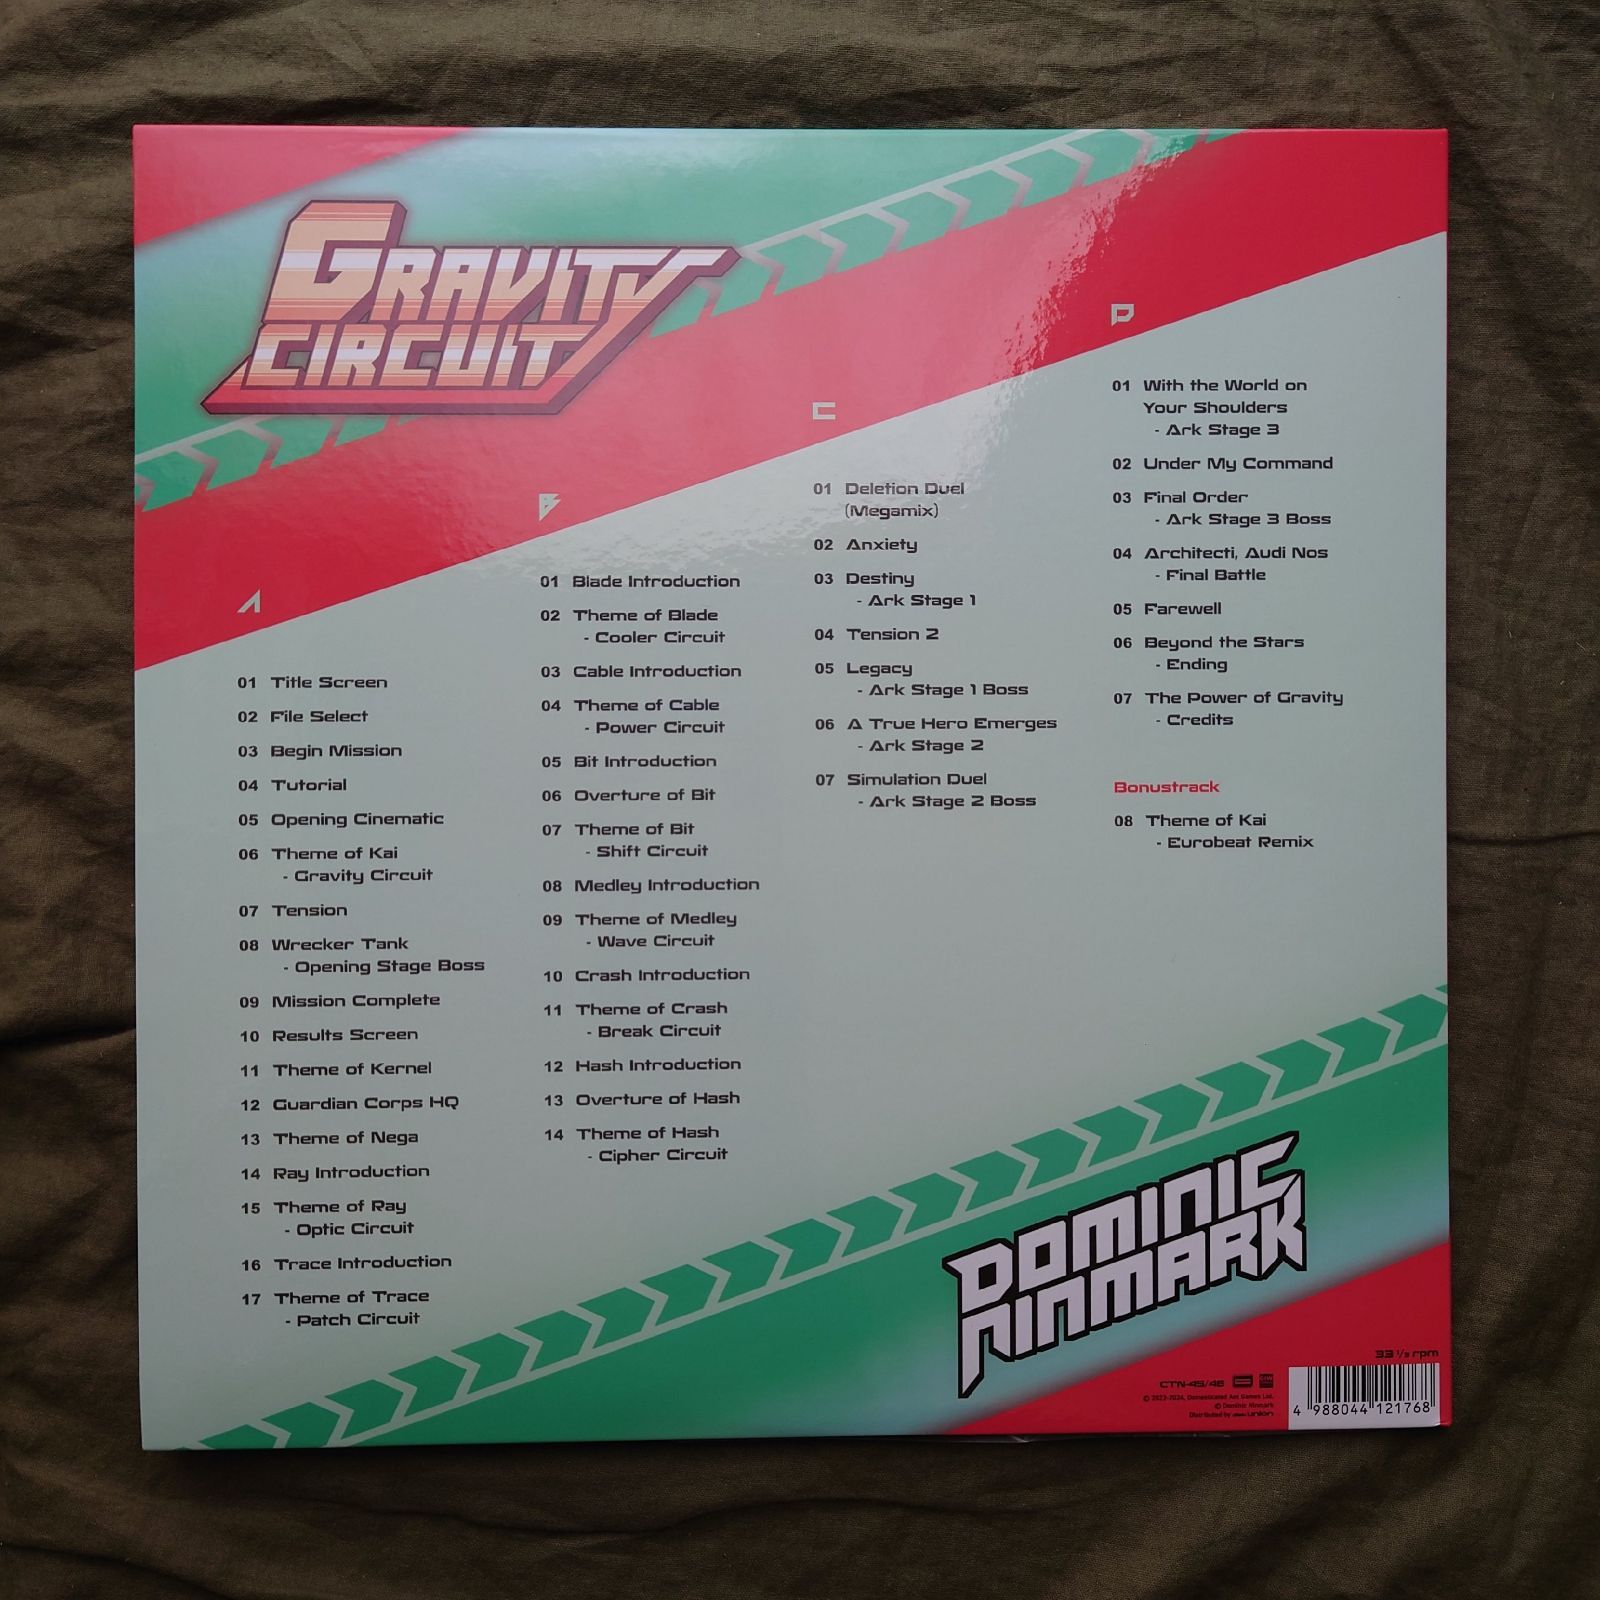 GRAVITY
CIRCUIT
A
01 Title Screen
02 File Select
03 Begin Mission
04 Tutorial
05 Opening Cinematic
06 Theme of Kai
- Gravity Circuit
07 Tension
08 Wrecker Tank
- Opening Stage Boss
09 Mission Complete
10 Results Screen
11 Theme of Kernel
12 Guardian Corps HQ
13 Theme of Nega
14 Ray Introduction
15 Theme of Ray
- Optic Circuit
16 Trace Introduction
17 Theme of Trace
- Patch Circuit
B
01 Blade Introduction
02 Theme of Blade
- Cooler Circuit
03 Cable Introduction
04 Theme of Cable
- Power Circuit
05 Bit Introduction
06 Overture of Bit
07 Theme of Bit
- Shift Circuit
08 Medley Introduction
09 Theme of Medley
- Wave Circuit
10 Crash Introduction
11 Theme of Crash
- Break Circuit
12 Hash Introduction
13 Overture of Hash
14 Theme of Hash
- Cipher Circuit
C
01 Deletion Duel
(Megamix)
02 Anxiety
03 Destiny
- Ark Stage 1
04 Tension 2
05 Legacy
- Ark Stage 1 Boss
06 A True Hero Emerges
- Ark Stage 2
07 Simulation Duel
- Ark Stage 2 Boss
D
01 With the World on
Your Shoulders
- Ark Stage 3
02 Under My Command
03 Final Order
- Ark Stage 3 Boss
04 Architecti, Audi Nos
- Final Battle
05 Farewell
06 Beyond the Stars
- Ending
07 The Power of Gravity
- Credits
Bonustrack
08 Theme of Kai
- Eurobeat Remix
DOMINIC
NINMARK
33 1/3 rpm
CTN-45/46
© 2022-2024, Domesticated Ant Games Ltd.
© Dominic Ninmark
Distributed by union
4 988044 121768